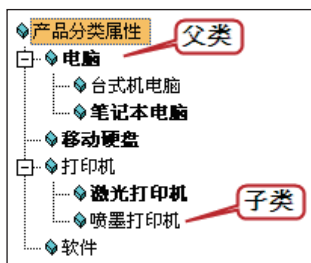 产品分类属性
父类
电脑
台式机电脑
笔记本电脑
移动硬盘
打印机
激光打印机
子类
喷墨打印机
软件